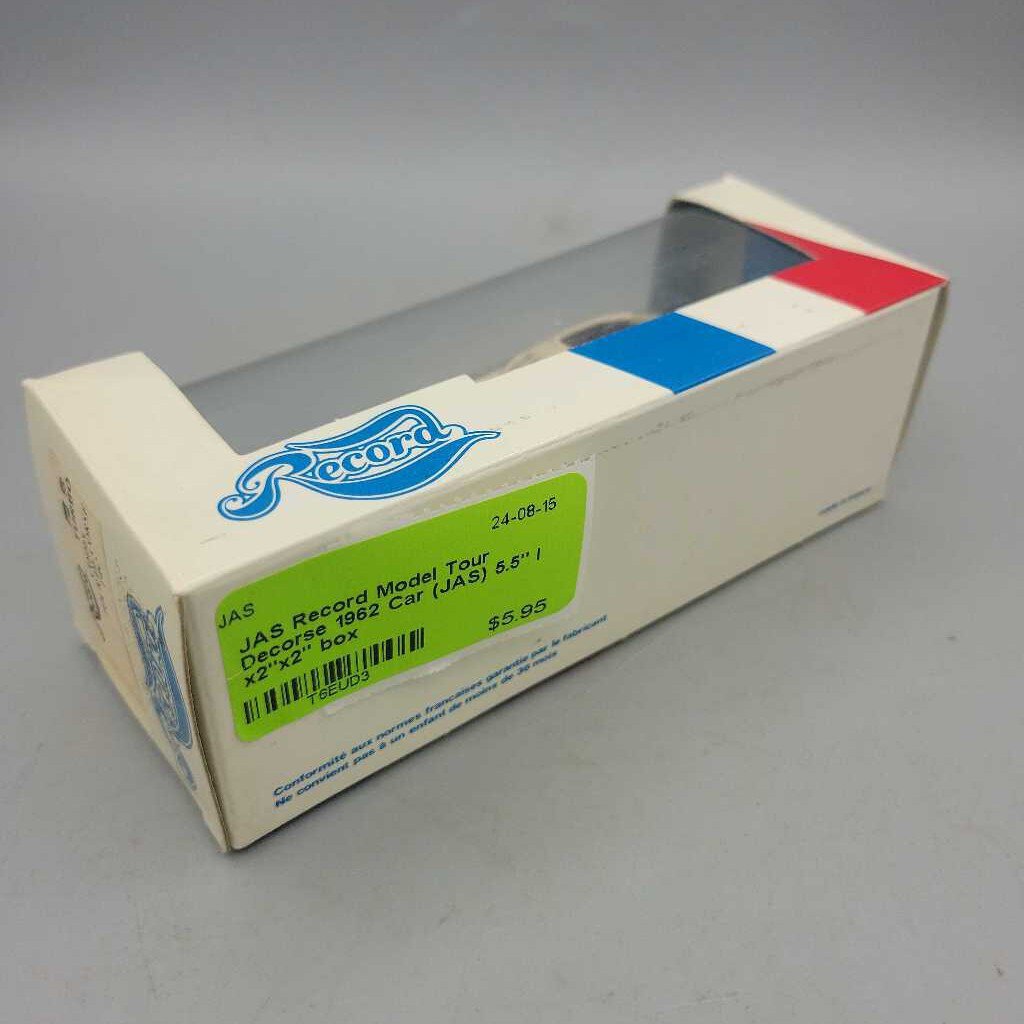 Record
24-08-15
JAS
JAS Record Model Tour
Decorse 1962 Car (JAS) 5.5" l
x2"x2" box
$5.95
T6EUD3
Conformité aux normes francaises garantie par le fabricant
Ne convient pas à un enfant de moins de 36 mois